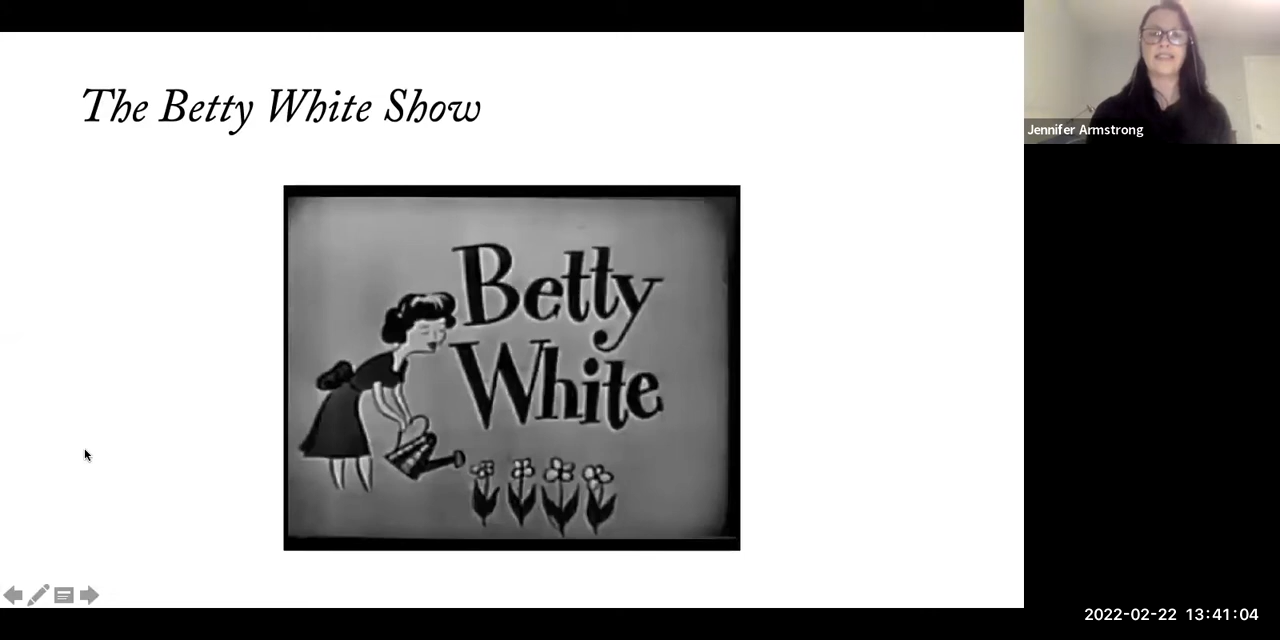 The Betty White Show
Betty
White
Jennifer Armstrong
2022-02-22 13:41:04